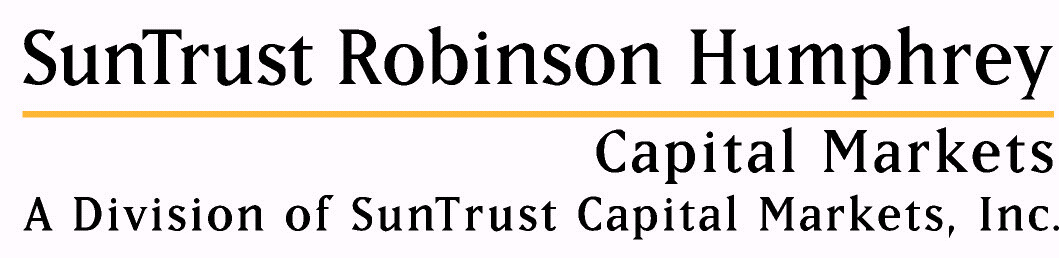 SunTrust Robinson Humphrey
Capital Markets
A Division of SunTrust Capital Markets, Inc.